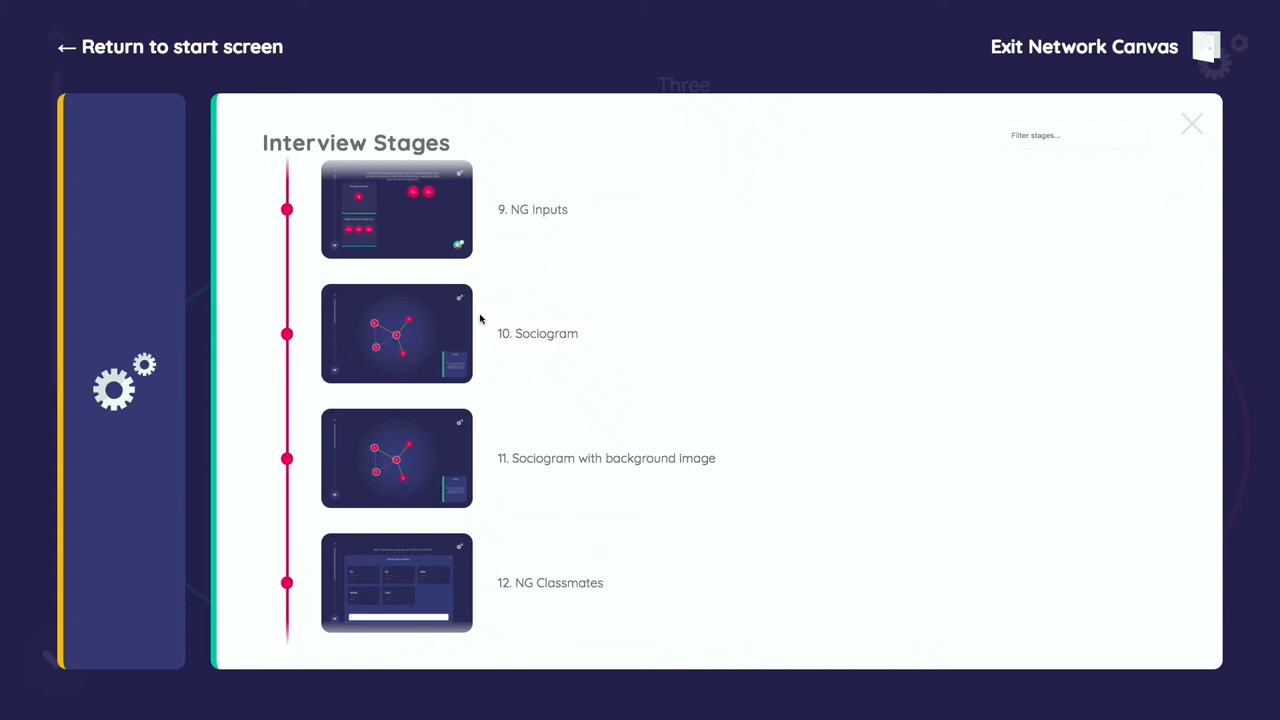 ← Return to start screen
Exit Network Canvas
Three
Interview Stages
Filter stages...
9. NG Inputs
10. Sociogram
11. Sociogram with background image
12. NG Classmates